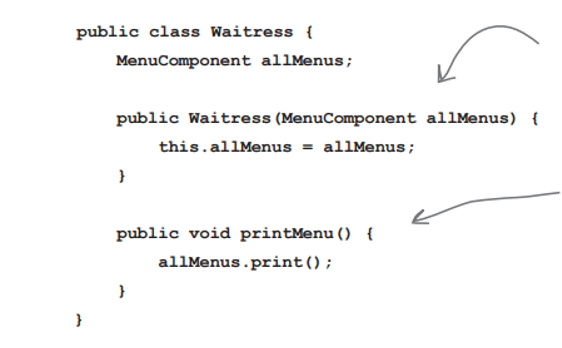 public class Waitress {
MenuComponent allMenus;
public Waitress(MenuComponent allMenus) {
this.allMenus = allMenus;
}
public void printMenu() {
allMenus.print();
}
}